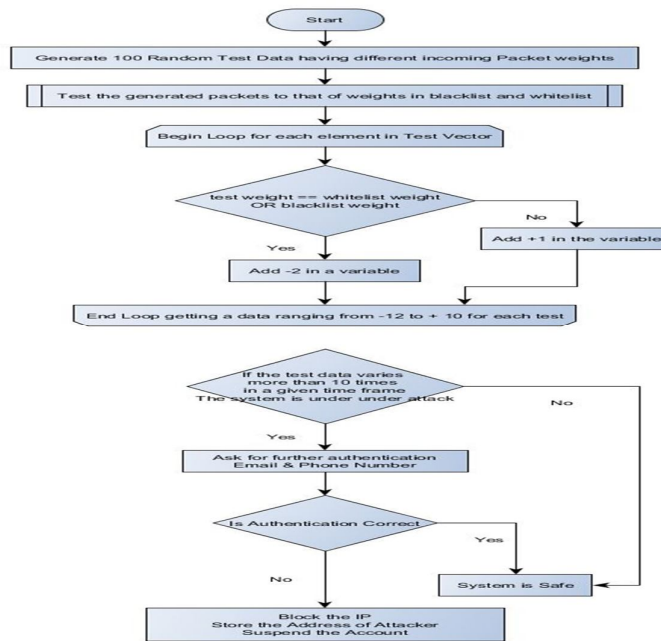 Start
Generate 100 Random Test Data having different incoming Packet weights
Test the generated packets to that of weights in blacklist and whitelist
Begin Loop for each element in Test Vector
test weight == whitelist weight
OR blacklist weight
No
Yes
Add +1 in the variable
Add -2 in a variable
End Loop getting a data ranging from -12 to + 10 for each test
If the test data varies
more than 10 times
in a given time frame
The system is under under attack
No
Yes
Ask for further authentication
Email & Phone Number
Is Authentication Correct
Yes
No
System is Safe
Block the IP
Store the Address of Attacker
Suspend the Account